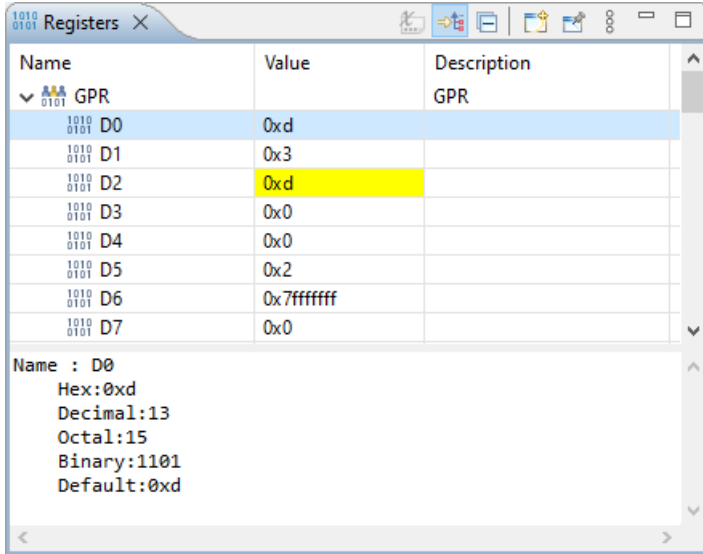 Registers
Name Value Description
GPR GPR
D0 0xd
D1 0x3
D2 0xd
D3 0x0
D4 0x0
D5 0x2
D6 0x7fffffff
D7 0x0
Name : D0
Hex:0xd
Decimal:13
Octal:15
Binary:1101
Default:0xd